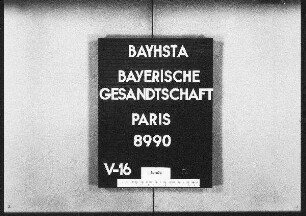 BAYHSTA
BAYERISCHE
GESANDTSCHAFT
PARIS
8990
V-16